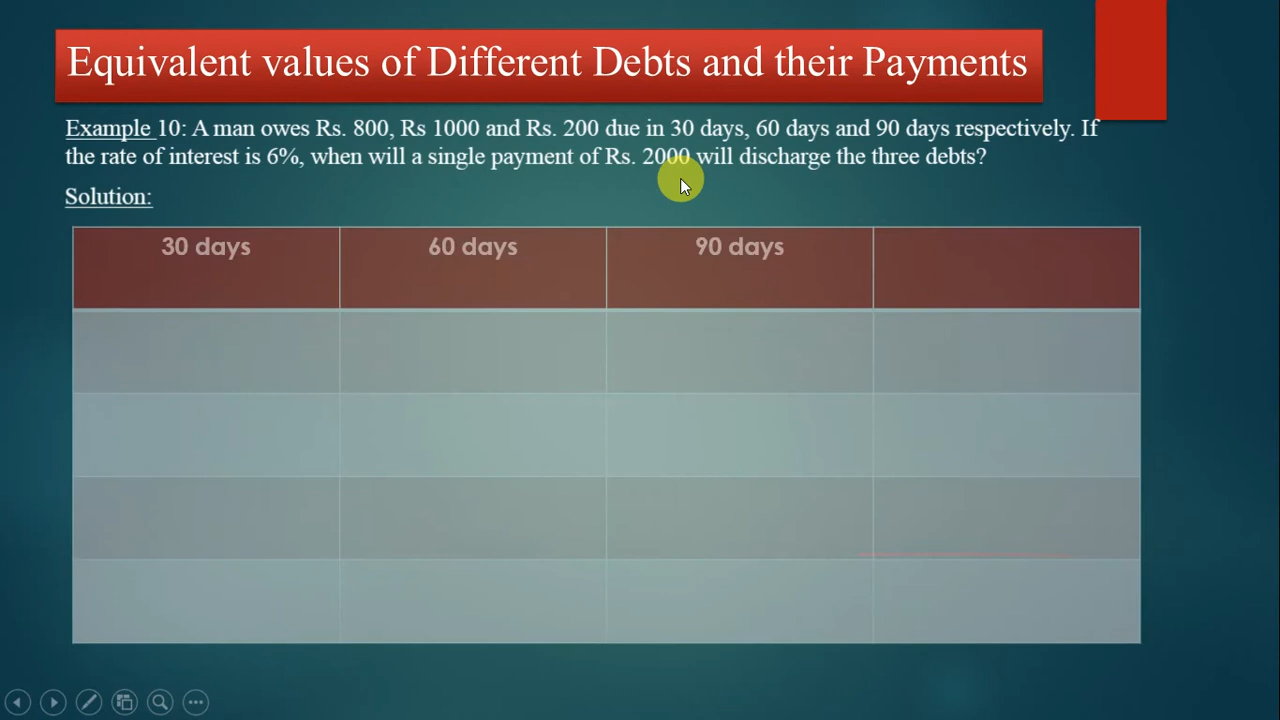 Equivalent values of Different Debts and their Payments
Example 10: A man owes Rs. 800, Rs 1000 and Rs. 200 due in 30 days, 60 days and 90 days respectively. If
the rate of interest is 6%, when will a single payment of Rs. 2000 will discharge the three debts?
Solution:
30 days 60 days 90 days